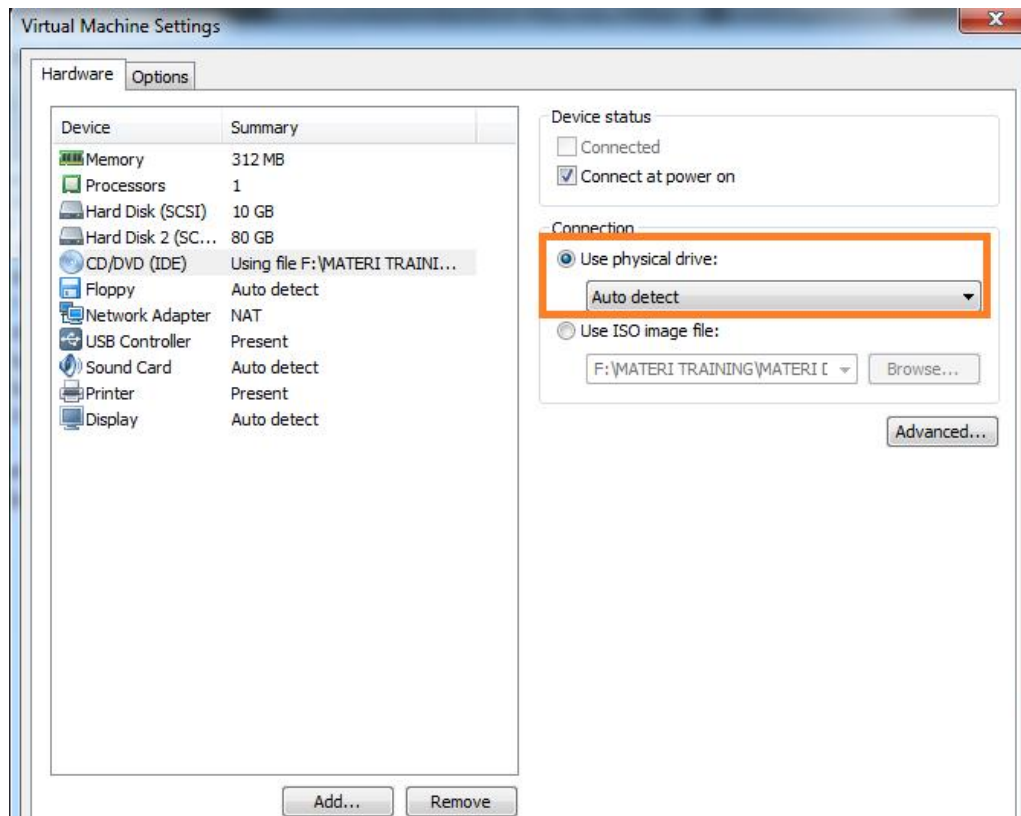 Virtual Machine Settings
Hardware Options
Device Summary
Memory 312 MB
Processors 1
Hard Disk (SCSI) 10 GB
Hard Disk 2 (SC... 80 GB
CD/DVD (IDE) Using file F:\MATERI TRAINI...
Floppy Auto detect
Network Adapter NAT
USB Controller Present
Sound Card Auto detect
Printer Present
Display Auto detect
Add... Remove
Device status
Connected
Connect at power on
Connection
Use physical drive:
Auto detect
Use ISO image file:
F:\MATERI TRAINING\MATERI D Browse...
Advanced...